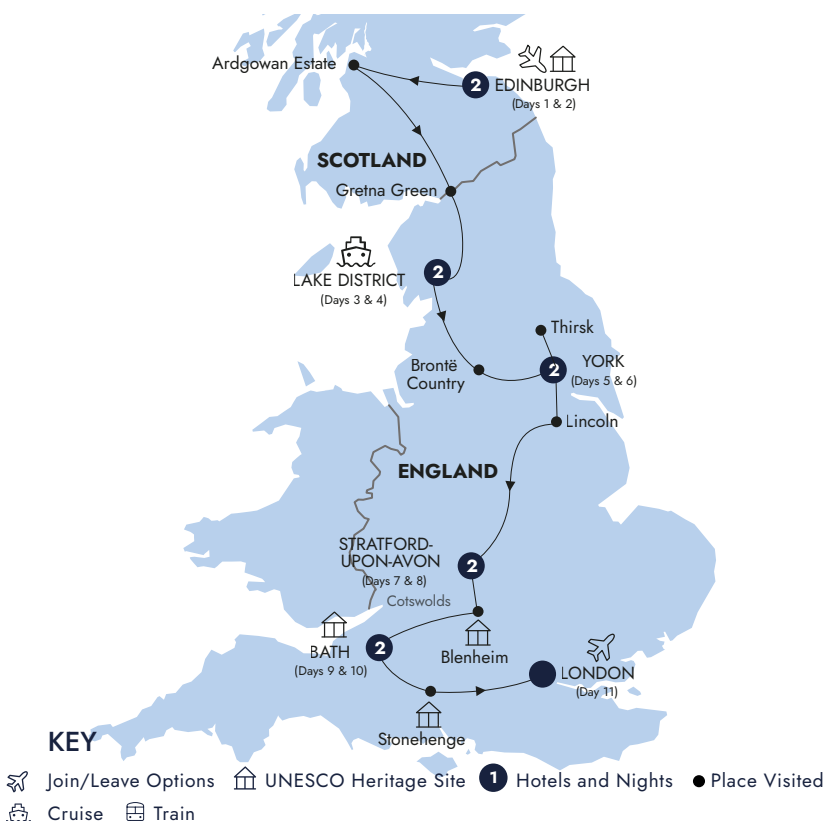 Ardgowan Estate
2
EDINBURGH
(Days 1 & 2)
SCOTLAND
Gretna Green
2
LAKE DISTRICT
(Days 3 & 4)
Thirsk
Brontë
Country
2
YORK
(Days 5 & 6)
Lincoln
ENGLAND
STRATFORD-
UPON-AVON
(Days 7 & 8)
2
Cotswolds
BATH
(Days 9 & 10)
2
Blenheim
LONDON
(Day 11)
Stonehenge
KEY
Join/Leave Options
UNESCO Heritage Site
1
Hotels and Nights
Place Visited
Cruise
Train